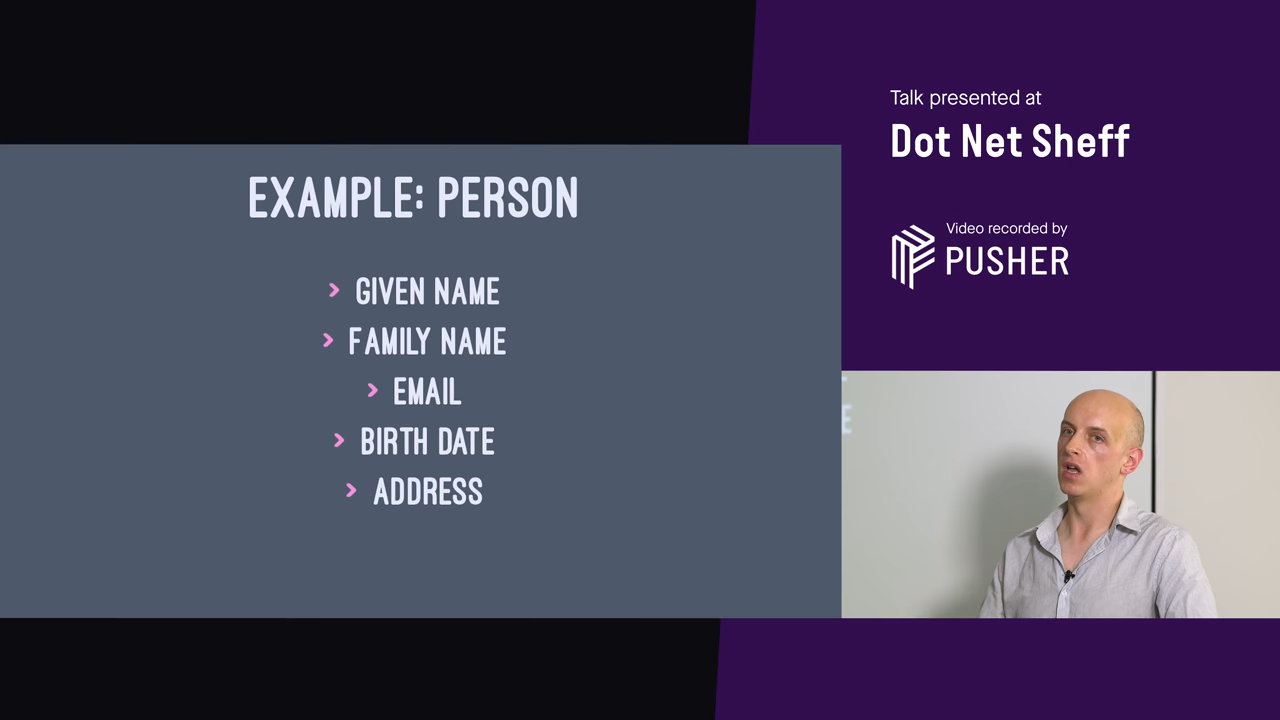 EXAMPLE: PERSON
> GIVEN NAME
> FAMILY NAME
> EMAIL
> BIRTH DATE
> ADDRESS
Talk presented at
Dot Net Sheff
Video recorded by
PUSHER